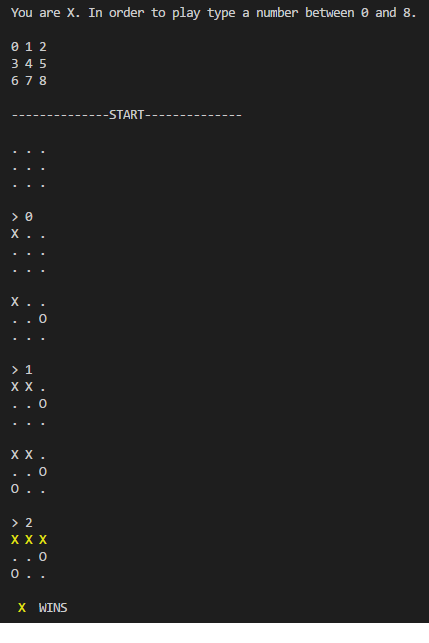 You are X. In order to play type a number between 0 and 8.
0 1 2
3 4 5
6 7 8
--------------START--------------
. . .
. . .
. . .
> 0
X . .
. . .
. . .
X . .
. . O
. . .
> 1
X X .
. . O
. . .
X X .
. . O
O . .
> 2
X X X
. . O
O . .
X WINS